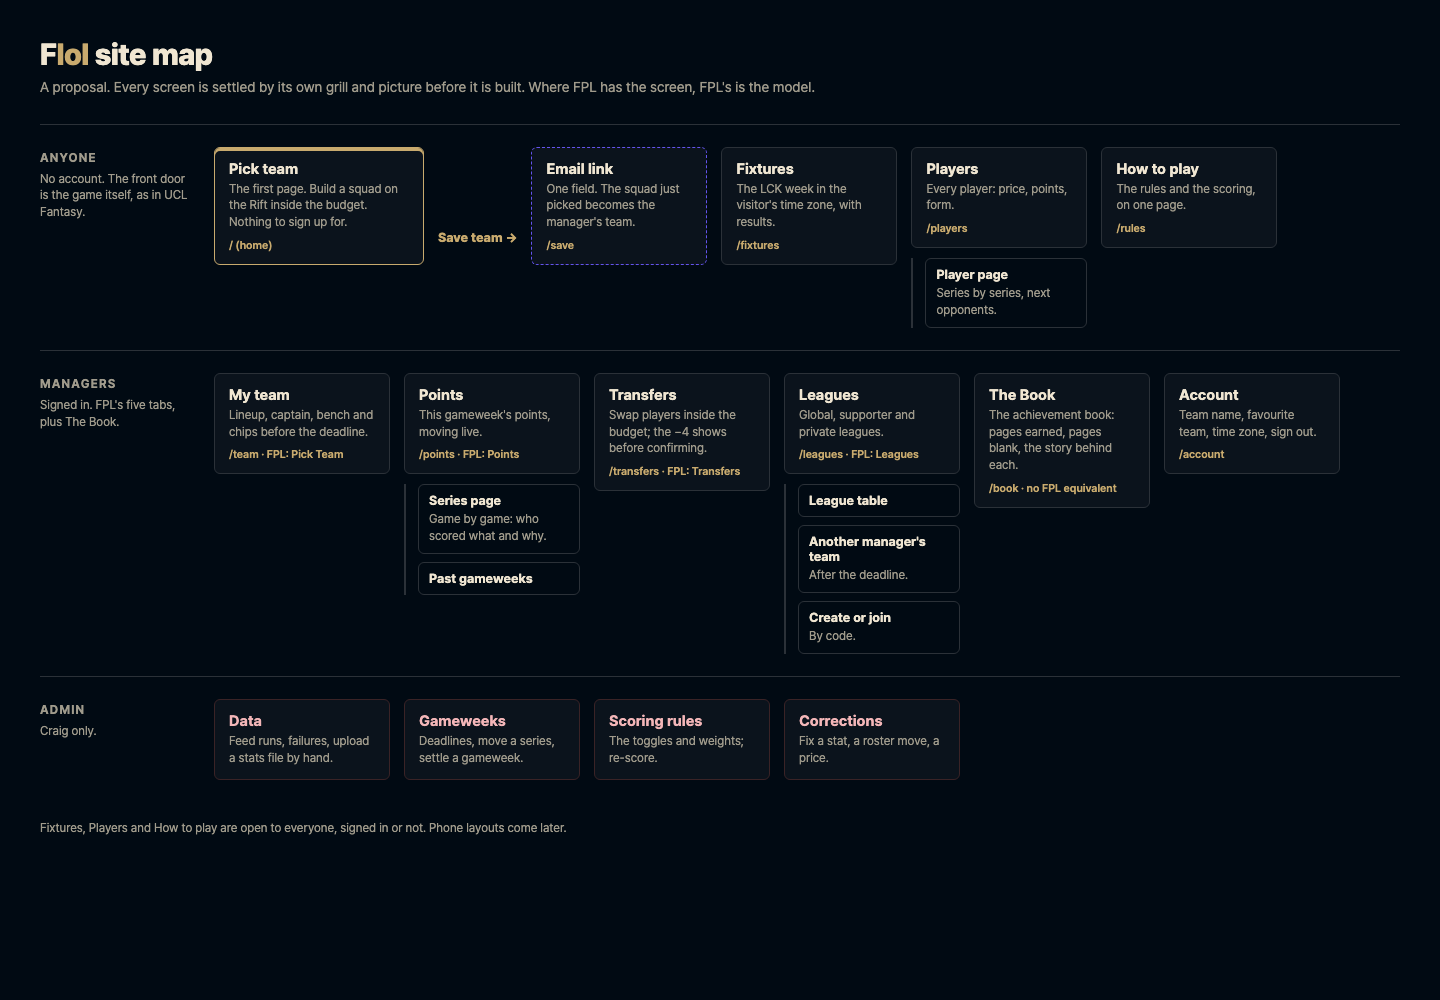 Flol site map
A proposal. Every screen is settled by its own grill and picture before it is built. Where FPL has the screen, FPL's is the model.
ANYONE
No account. The front door
is the game itself, as in UCL
Fantasy.
Pick team
The first page. Build a squad on
the Rift inside the budget.
Nothing to sign up for.
/ (home)
Save team →
Email link
One field. The squad just
picked becomes the
manager's team.
/save
Fixtures
The LCK week in the
visitor's time zone, with
results.
/fixtures
Players
Every player: price, points,
form.
/players
Player page
Series by series, next
opponents.
How to play
The rules and the scoring,
on one page.
/rules
MANAGERS
Signed in. FPL's five tabs,
plus The Book.
My team
Lineup, captain, bench and
chips before the deadline.
/team · FPL: Pick Team
Points
This gameweek's points,
moving live.
/points · FPL: Points
Series page
Game by game: who
scored what and why.
Past gameweeks
Transfers
Swap players inside the
budget; the −4 shows
before confirming.
/transfers · FPL: Transfers
Leagues
Global, supporter and
private leagues.
/leagues · FPL: Leagues
League table
Another manager's
team
After the deadline.
Create or join
By code.
The Book
The achievement book:
pages earned, pages
blank, the story behind
each.
/book · no FPL equivalent
Account
Team name, favourite
team, time zone, sign out.
/account
ADMIN
Craig only.
Data
Feed runs, failures, upload
a stats file by hand.
Gameweeks
Deadlines, move a series,
settle a gameweek.
Scoring rules
The toggles and weights;
re-score.
Corrections
Fix a stat, a roster move, a
price.
Fixtures, Players and How to play are open to everyone, signed in or not. Phone layouts come later.